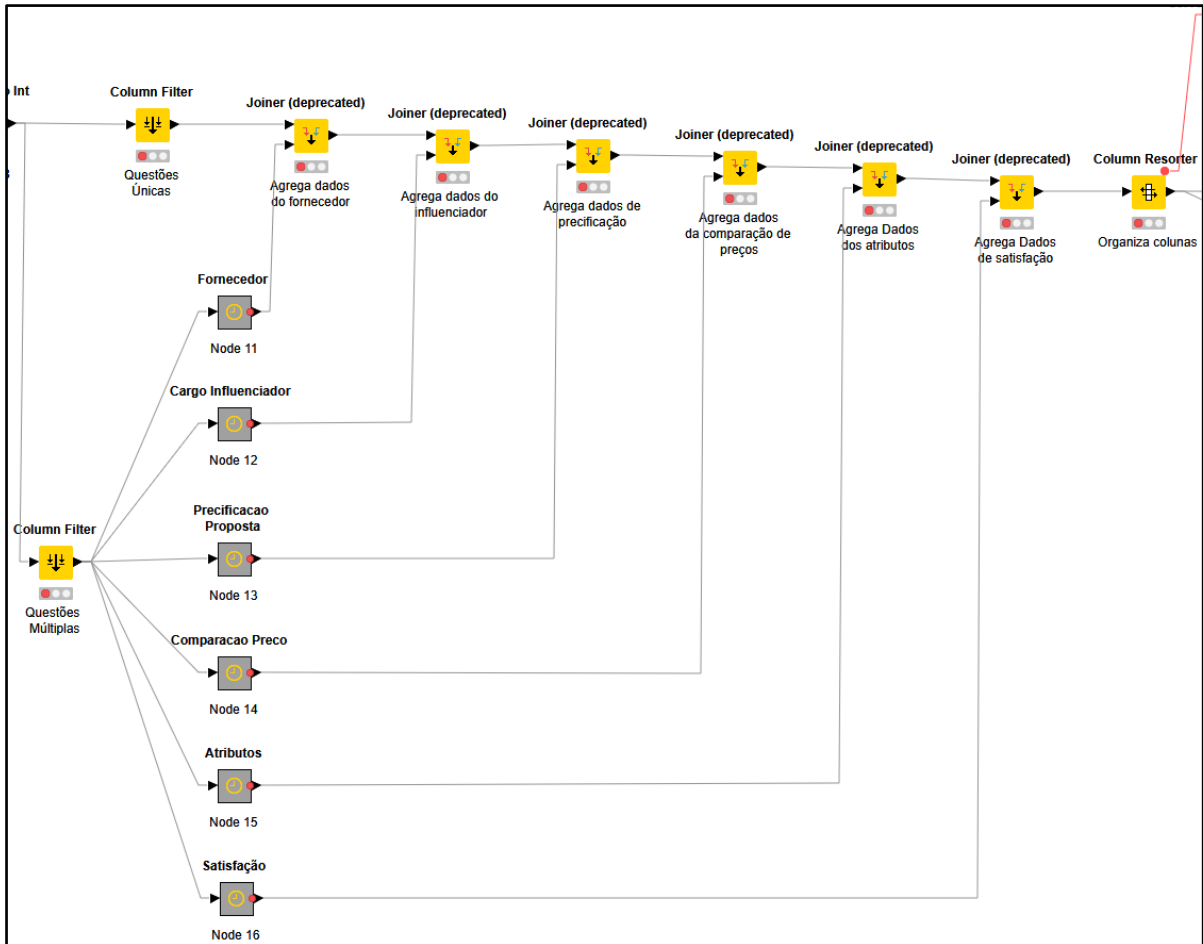 o Int
Column Filter
Questões
Únicas
Joiner (deprecated)
Agrega dados
do fornecedor
Joiner (deprecated)
Agrega dados do
influenciador
Joiner (deprecated)
Agrega dados de
precificação
Joiner (deprecated)
Agrega dados
da comparação de
preços
Joiner (deprecated)
Agrega Dados
dos atributos
Joiner (deprecated)
Agrega Dados
de satisfação
Column Resorter
Organiza colunas
Fornecedor
Node 11
Cargo Influenciador
Node 12
Precificacao
Proposta
Node 13
Column Filter
Questões
Múltiplas
Comparacao Preco
Node 14
Atributos
Node 15
Satisfação
Node 16